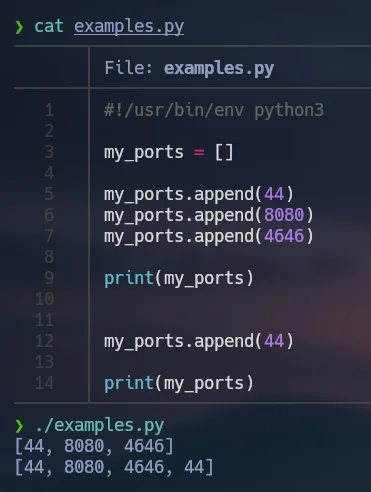 ❯ cat examples.py
File: examples.py
1 #!/usr/bin/env python3
2
3 my_ports = []
4
5 my_ports.append(44)
6 my_ports.append(8080)
7 my_ports.append(4646)
8
9 print(my_ports)
10
11
12 my_ports.append(44)
13
14 print(my_ports)
❯ ./examples.py
[44, 8080, 4646]
[44, 8080, 4646, 44]